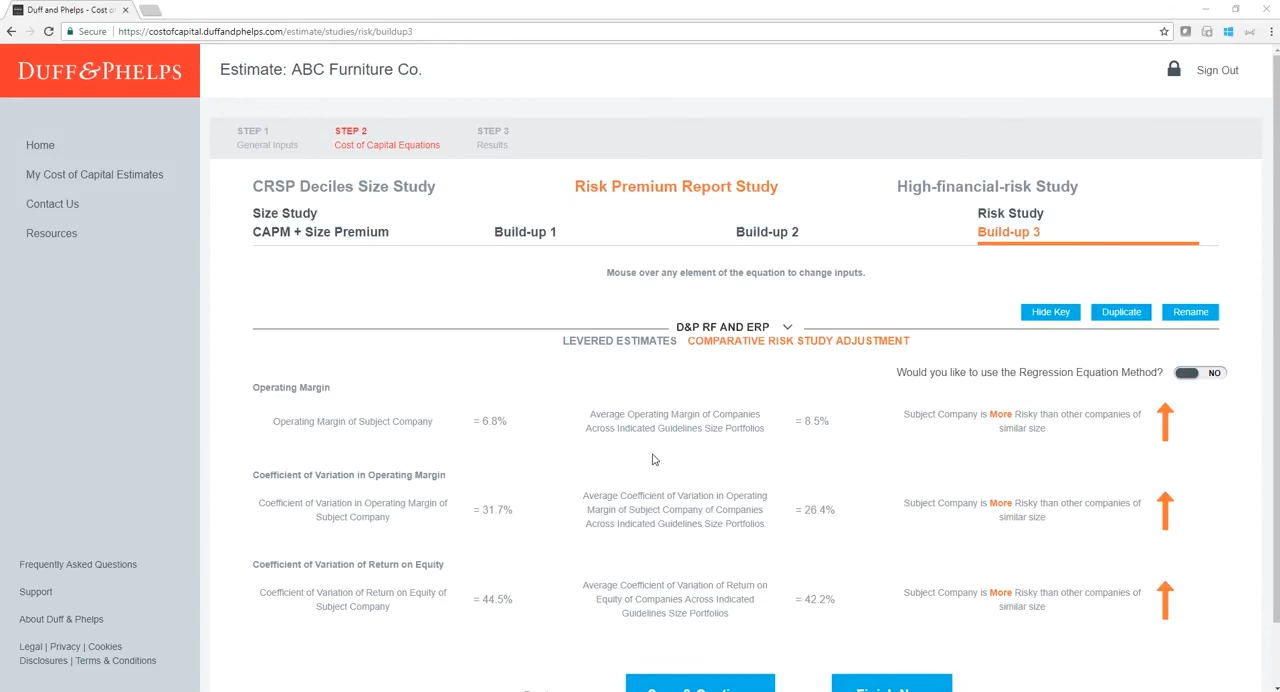 Duff and Phelps - Cost of
Secure
https://costofcapital.duffandphelps.com/estimate/studies/risk/buildup3
DUFF&PHELPS
Estimate: ABC Furniture Co.
Sign Out
Home
My Cost of Capital Estimates
Contact Us
Resources
STEP 1
General Inputs
STEP 2
Cost of Capital Equations
STEP 3
Results
CRSP Deciles Size Study
Risk Premium Report Study
High-financial-risk Study
Size Study
CAPM + Size Premium
Build-up 1
Build-up 2
Risk Study
Build-up 3
Mouse over any element of the equation to change inputs.
Hide Key
Duplicate
Rename
D&P RF AND ERP
LEVERED ESTIMATES
COMPARATIVE RISK STUDY ADJUSTMENT
Would you like to use the Regression Equation Method?
NO
Operating Margin
Operating Margin of Subject Company
= 6.8%
Average Operating Margin of Companies
Across Indicated Guidelines Size Portfolios
= 8.5%
Subject Company is More Risky than other companies of
similar size
Coefficient of Variation in Operating Margin
Coefficient of Variation in Operating Margin of
Subject Company
= 31.7%
Average Coefficient of Variation in Operating
Margin of Subject Company of Companies
Across Indicated Guidelines Size Portfolios
= 26.4%
Subject Company is More Risky than other companies of
similar size
Coefficient of Variation of Return on Equity
Coefficient of Variation of Return on Equity of
Subject Company
= 44.5%
Average Coefficient of Variation of Return on
Equity of Companies Across Indicated
Guidelines Size Portfolios
= 42.2%
Subject Company is More Risky than other companies of
similar size
Frequently Asked Questions
Support
About Duff & Phelps
Legal | Privacy | Cookies
Disclosures | Terms & Conditions